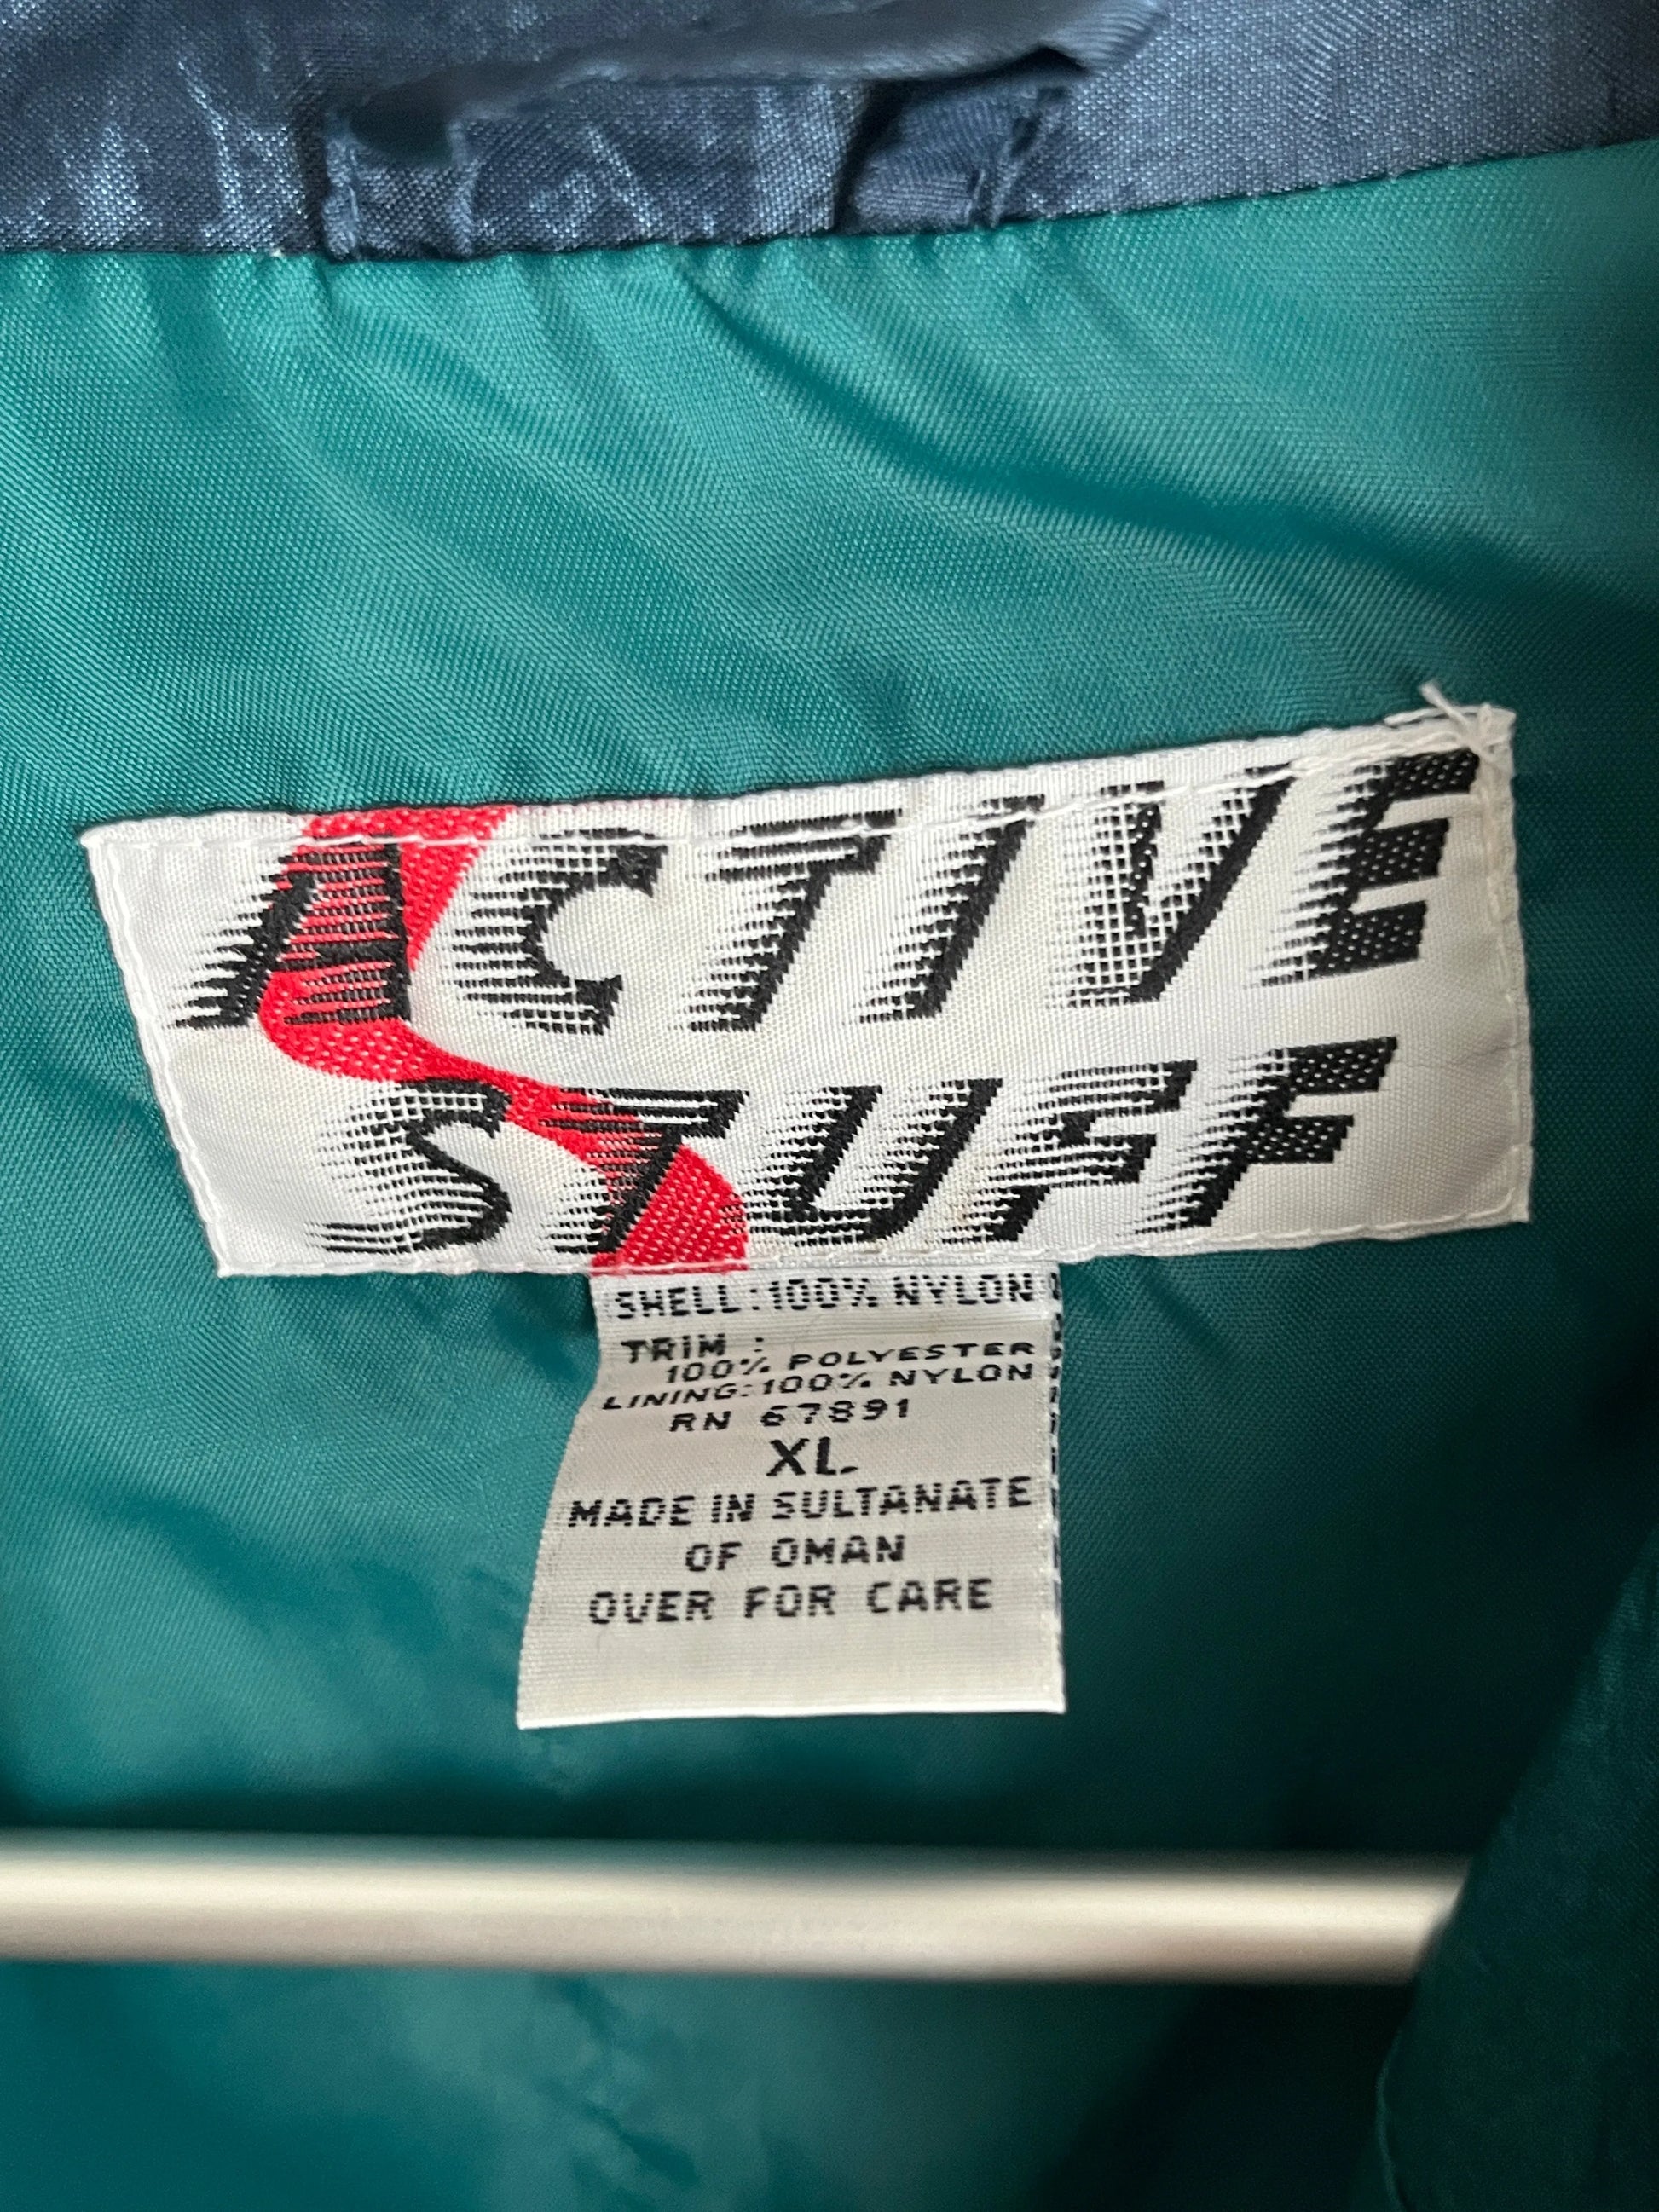 ACTIVE
STUFF
SHELL:100% NYLON
TRIM :
100% POLYESTER
LINING:100% NYLON
RN 67891
XL
MADE IN SULTANATE
OF OMAN
OVER FOR CARE